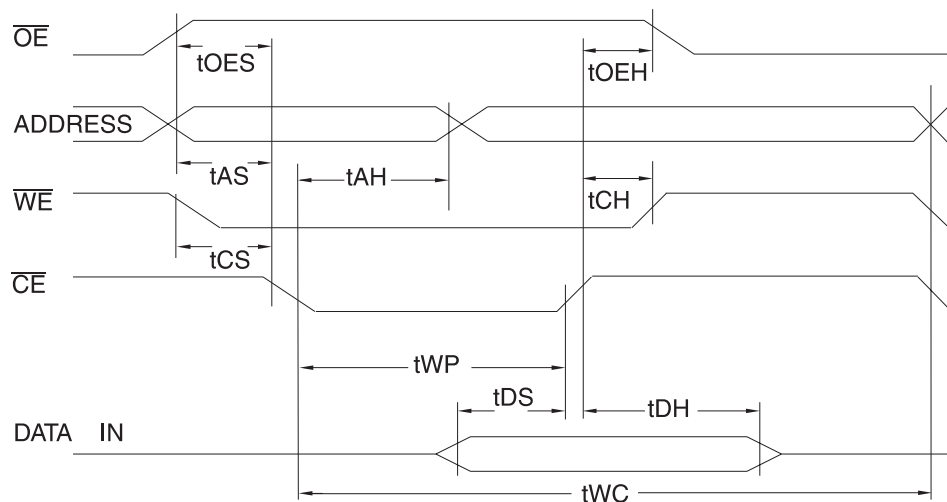 OE
tOES
tOEH
ADDRESS
tAS
tAH
tCH
WE
tCS
CE
tWP
tDS
tDH
DATA IN
tWC